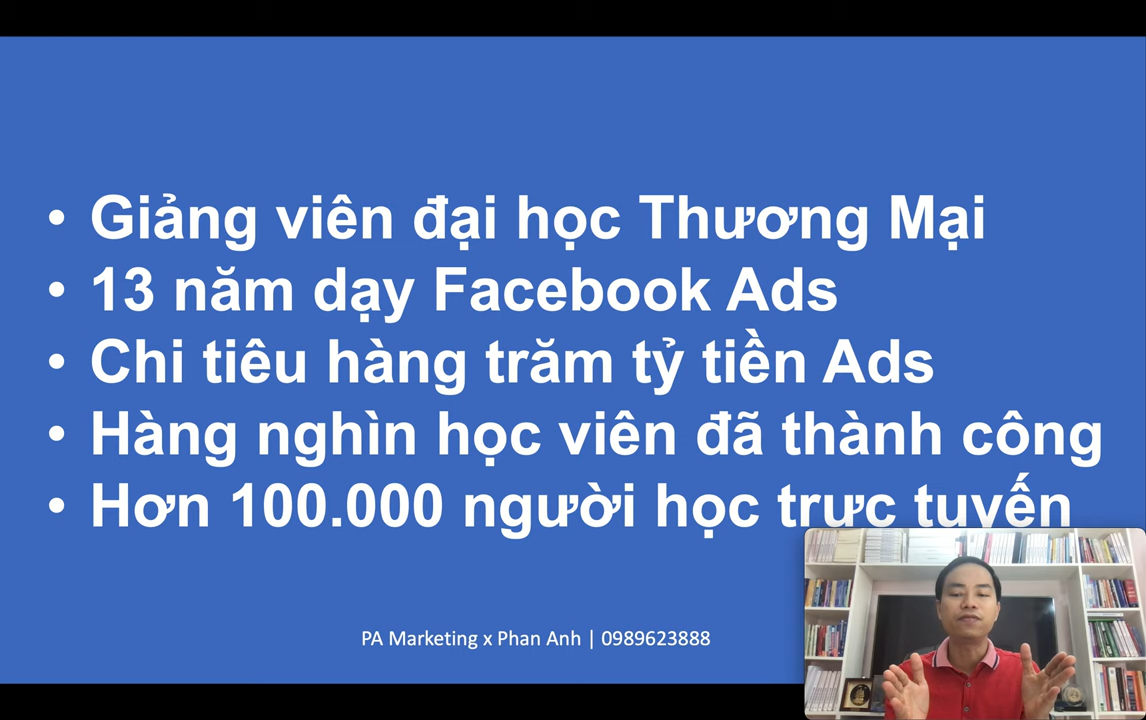 • Giảng viên đại học Thương Mại
• 13 năm dạy Facebook Ads
• Chi tiêu hàng trăm tỷ tiền Ads
• Hàng nghìn học viên đã thành công
• Hơn 100.000 người học trực tuyến
PA Marketing x Phan Anh | 0989623888